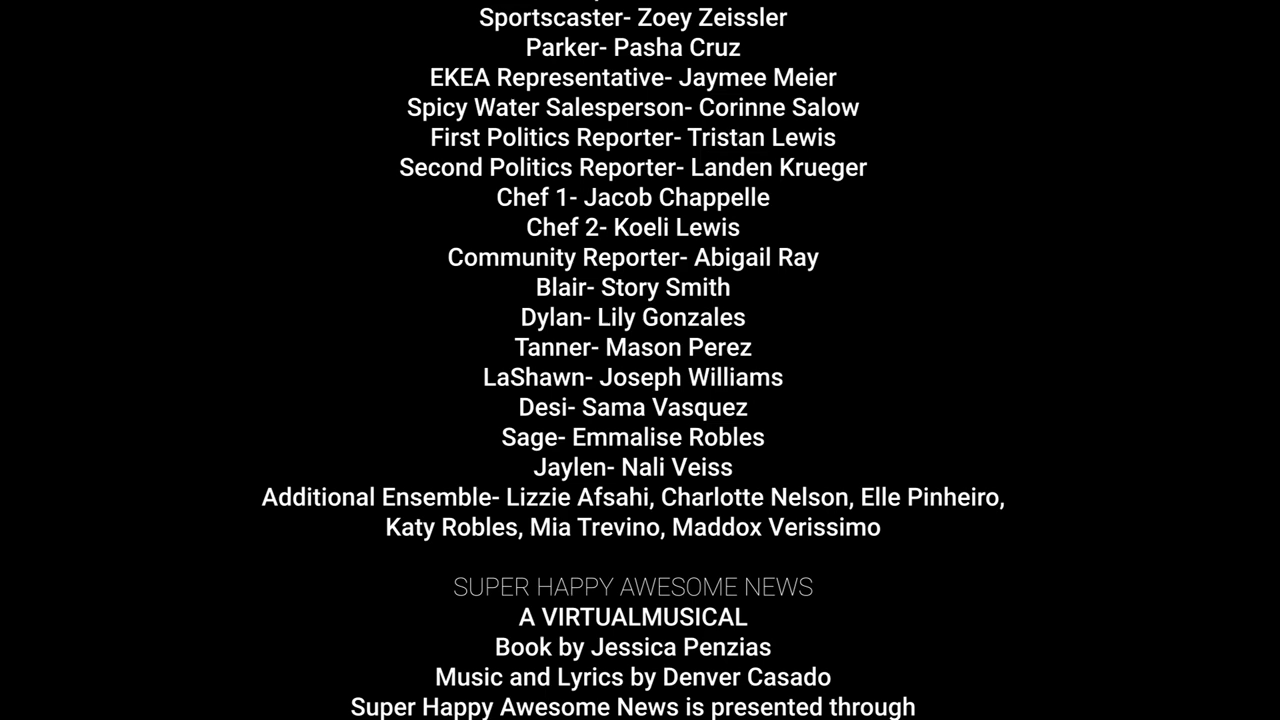 Sportscaster- Zoey Zeissler
Parker- Pasha Cruz
EKEA Representative- Jaymee Meier
Spicy Water Salesperson- Corinne Salow
First Politics Reporter- Tristan Lewis
Second Politics Reporter- Landen Krueger
Chef 1- Jacob Chappelle
Chef 2- Koeli Lewis
Community Reporter- Abigail Ray
Blair- Story Smith
Dylan- Lily Gonzales
Tanner- Mason Perez
LaShawn- Joseph Williams
Desi- Sama Vasquez
Sage- Emmalise Robles
Jaylen- Nali Veiss
Additional Ensemble- Lizzie Afsahi, Charlotte Nelson, Elle Pinheiro,
Katy Robles, Mia Trevino, Maddox Verissimo
SUPER HAPPY AWESOME NEWS
A VIRTUALMUSICAL
Book by Jessica Penzias
Music and Lyrics by Denver Casado
Super Happy Awesome News is presented through